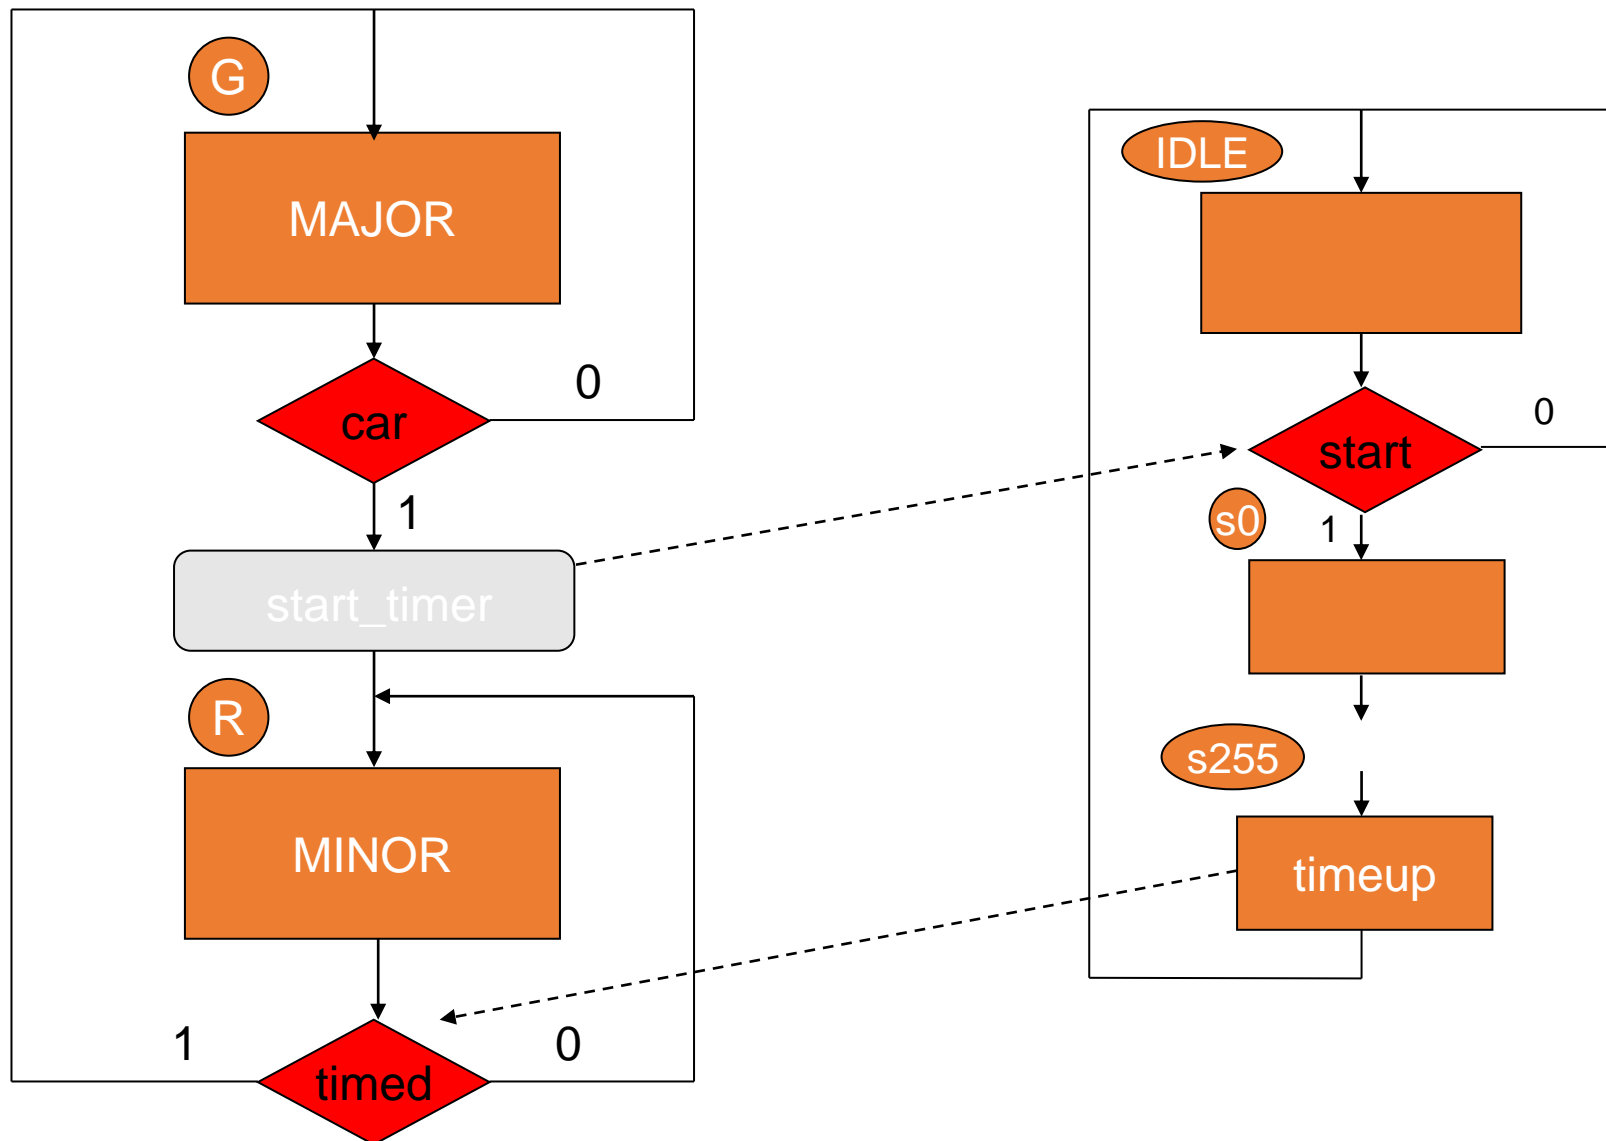 G
MAJOR
car
0
1
start_timer
R
MINOR
timed
1
0
IDLE
start
0
1
s0
s255
timeup